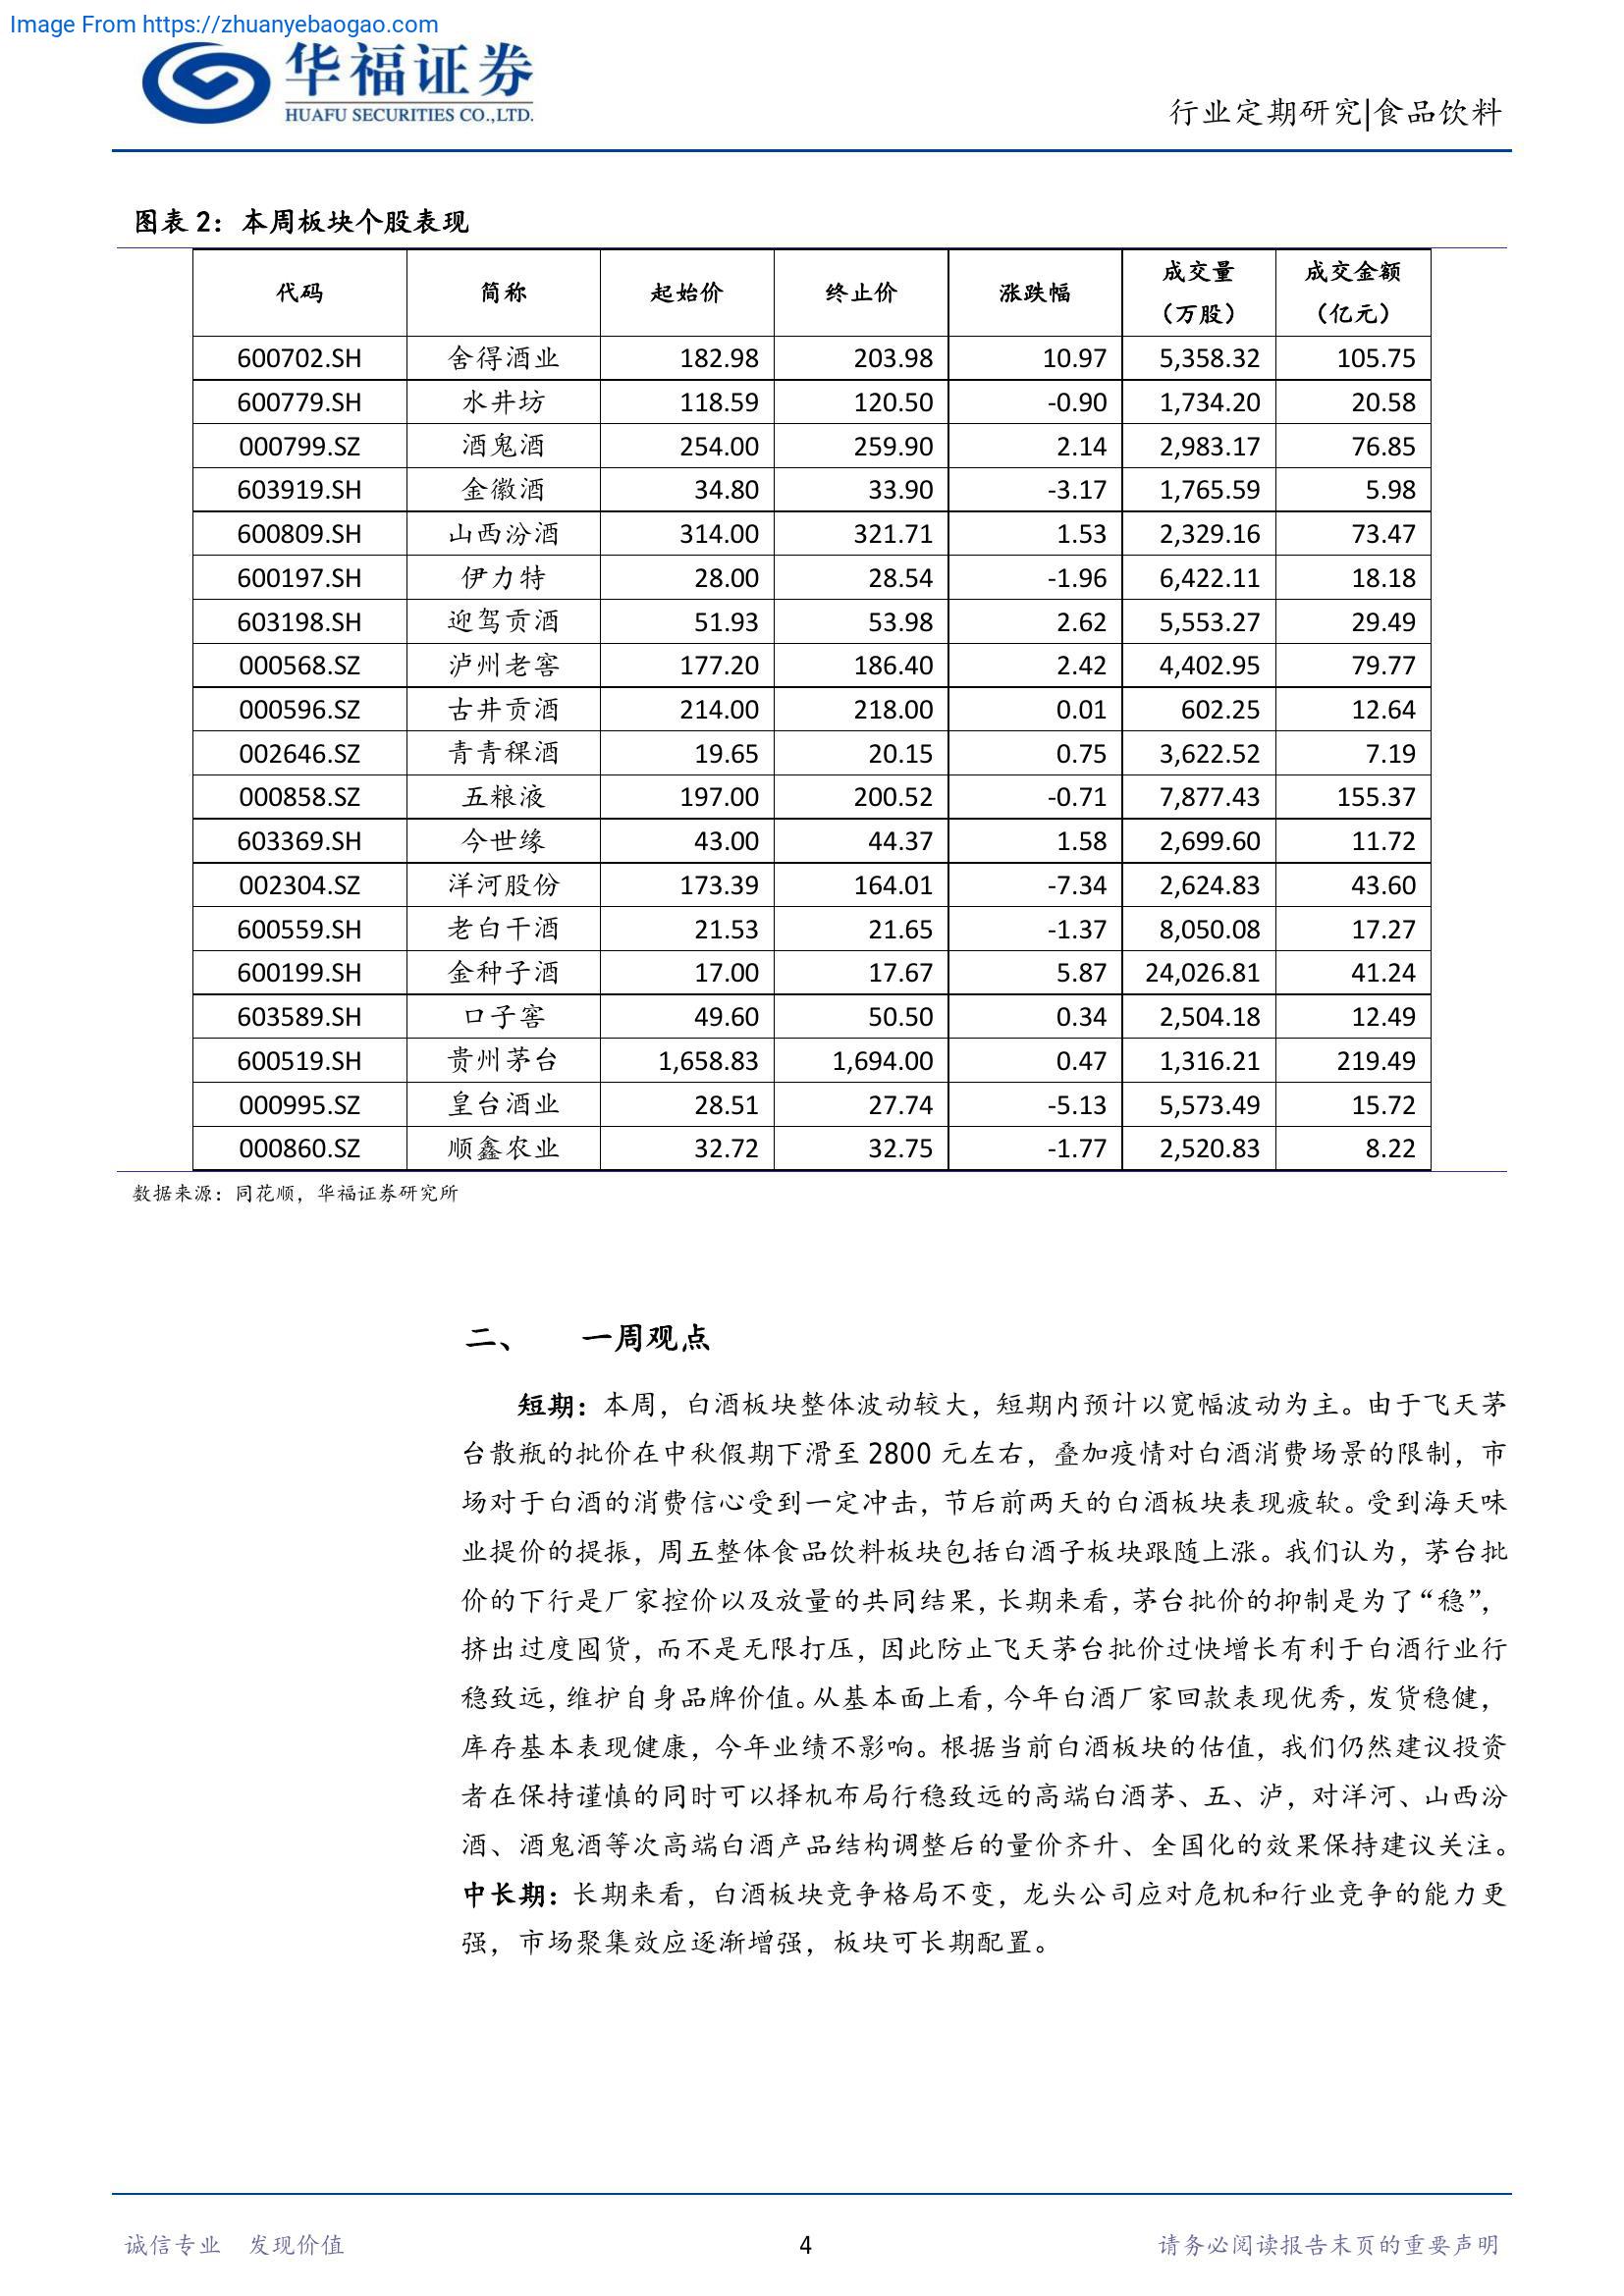 Image From https://zhuanyebaogao.com
华福证券
HUAFU SECURITIES CO.,LTD.
行业定期研究|食品饮料
图表 2：本周板块个股表现
代码 简称 起始价 终止价 涨跌幅 成交量（万股） 成交金额（亿元）
600702.SH 舍得酒业 182.98 203.98 10.97 5,358.32 105.75
600779.SH 水井坊 118.59 120.50 -0.90 1,734.20 20.58
000799.SZ 酒鬼酒 254.00 259.90 2.14 2,983.17 76.85
603919.SH 金徽酒 34.80 33.90 -3.17 1,765.59 5.98
600809.SH 山西汾酒 314.00 321.71 1.53 2,329.16 73.47
600197.SH 伊力特 28.00 28.54 -1.96 6,422.11 18.18
603198.SH 迎驾贡酒 51.93 53.98 2.62 5,553.27 29.49
000568.SZ 泸州老窖 177.20 186.40 2.42 4,402.95 79.77
000596.SZ 古井贡酒 214.00 218.00 0.01 602.25 12.64
002646.SZ 青青稞酒 19.65 20.15 0.75 3,622.52 7.19
000858.SZ 五粮液 197.00 200.52 -0.71 7,877.43 155.37
603369.SH 今世缘 43.00 44.37 1.58 2,699.60 11.72
002304.SZ 洋河股份 173.39 164.01 -7.34 2,624.83 43.60
600559.SH 老白干酒 21.53 21.65 -1.37 8,050.08 17.27
600199.SH 金种子酒 17.00 17.67 5.87 24,026.81 41.24
603589.SH 口子窖 49.60 50.50 0.34 2,504.18 12.49
600519.SH 贵州茅台 1,658.83 1,694.00 0.47 1,316.21 219.49
000995.SZ 皇台酒业 28.51 27.74 -5.13 5,573.49 15.72
000860.SZ 顺鑫农业 32.72 32.75 -1.77 2,520.83 8.22
数据来源：同花顺，华福证券研究所
二、 一周观点
短期：本周，白酒板块整体波动较大，短期内预计以宽幅波动为主。由于飞天茅
台散瓶的批价在中秋假期下滑至 2800 元左右，叠加疫情对白酒消费场景的限制，市
场对于白酒的消费信心受到一定冲击，节后前两天的白酒板块表现疲软。受到海天味
业提价的提振，周五整体食品饮料板块包括白酒子板块跟随上涨。我们认为，茅台批
价的下行是厂家控价以及放量的共同结果，长期来看，茅台批价的抑制是为了“稳”，
挤出过度囤货，而不是无限打压，因此防止飞天茅台批价过快增长有利于白酒行业行
稳致远，维护自身品牌价值。从基本面上看，今年白酒厂家回款表现优秀，发货稳健，
库存基本表现健康，今年业绩不影响。根据当前白酒板块的估值，我们仍然建议投资
者在保持谨慎的同时可以择机布局行稳致远的高端白酒茅、五、泸，对洋河、山西汾
酒、酒鬼酒等次高端白酒产品结构调整后的量价齐升、全国化的效果保持建议关注。
中长期：长期来看，白酒板块竞争格局不变，龙头公司应对危机和行业竞争的能力更
强，市场聚集效应逐渐增强，板块可长期配置。
诚信专业 发现价值 4 请务必阅读报告末页的重要声明